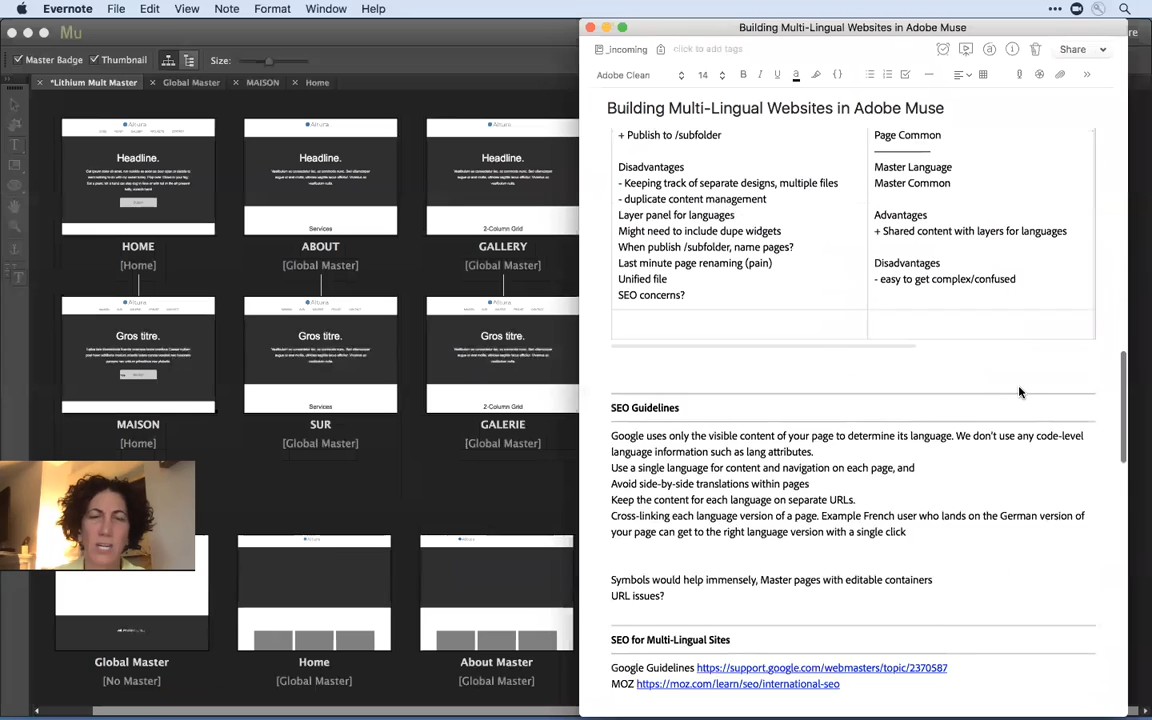 Evernote File Edit View Note Format Window Help
Mu
Master Badge Thumbnail Size:
*Lithium Mult Master Global Master MAISON Home
Altura Altura Altura
Headline. Headline. Headline.
Services 2-Column Grid
HOME ABOUT GALLERY
[Home] [Global Master] [Global Master]
Altura Altura Altura
Gros titre. Gros titre. Gros titre.
Services 2-Column Grid
MAISON SUR GALERIE
[Home] [Global Master] [Global Master]
Global Master Home About Master
[No Master] [Global Master] [Global Master]
Building Multi-Lingual Websites in Adobe Muse
_incoming click to add tags Share
Adobe Clean 14 B I U a {}
Building Multi-Lingual Websites in Adobe Muse
+ Publish to /subfolder
Disadvantages
- Keeping track of separate designs, multiple files
- duplicate content management
Layer panel for languages
Might need to include dupe widgets
When publish /subfolder, name pages?
Last minute page renaming (pain)
Unified file
SEO concerns?
Page Common
Master Language
Master Common
Advantages
+ Shared content with layers for languages
Disadvantages
- easy to get complex/confused
SEO Guidelines
Google uses only the visible content of your page to determine its language. We don't use any code-level
language information such as lang attributes.
Use a single language for content and navigation on each page, and
Avoid side-by-side translations within pages
Keep the content for each language on separate URLs.
Cross-linking each language version of a page. Example French user who lands on the German version of
your page can get to the right language version with a single click
Symbols would help immensely, Master pages with editable containers
URL issues?
SEO for Multi-Lingual Sites
Google Guidelines https://support.google.com/webmasters/topic/2370587
MOZ https://moz.com/learn/seo/international-seo